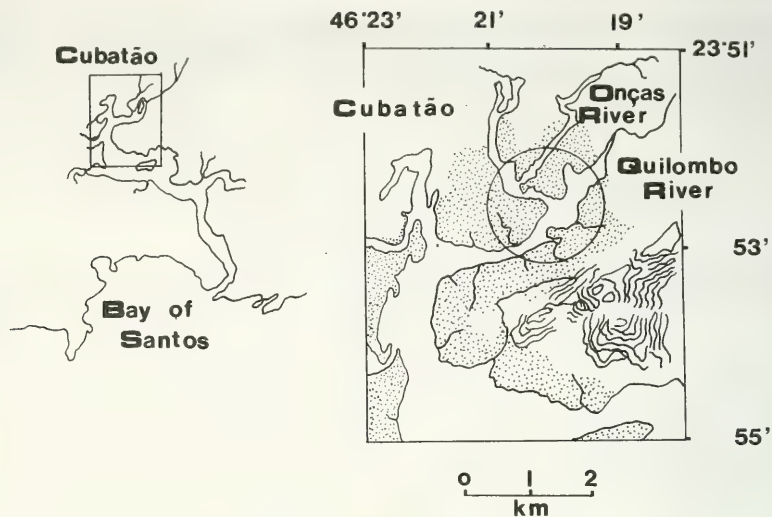 46°23' 21' 19'
23°51'
Cubatão
Cubatão
Onças
River
Quilombo
River
53'
Bay of
Santos
55'
0 1 2
km